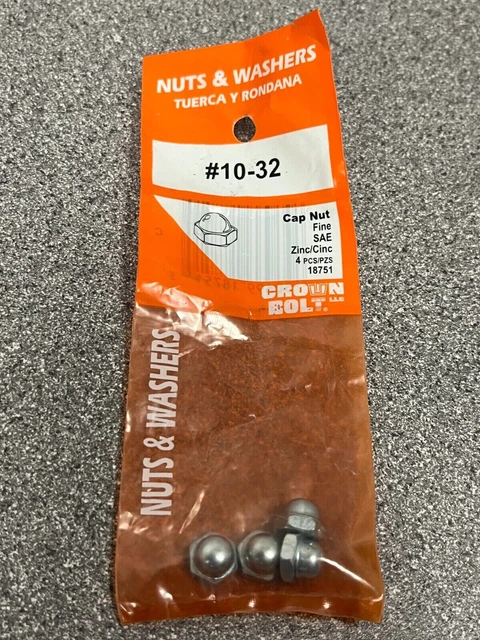 NUTS & WASHERS
TUERCA Y RONDANA
#10-32
Cap Nut
Fine
SAE
Zinc/Cinc
4 PCS/PZS
18751
CROWN
BOLT LLC
NUTS & WASHERS